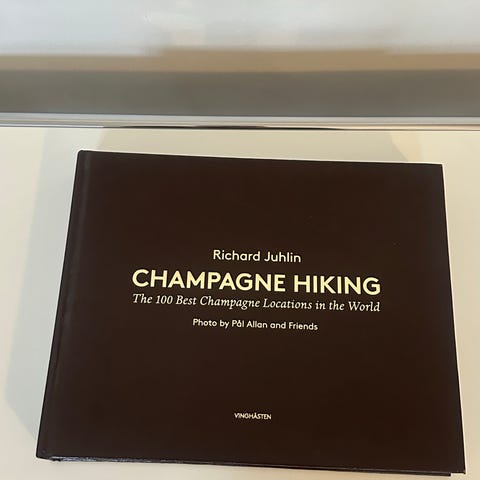 Richard Juhlin
CHAMPAGNE HIKING
The 100 Best Champagne Locations in the World
Photo by Pål Allan and Friends
VINGHÄSTEN